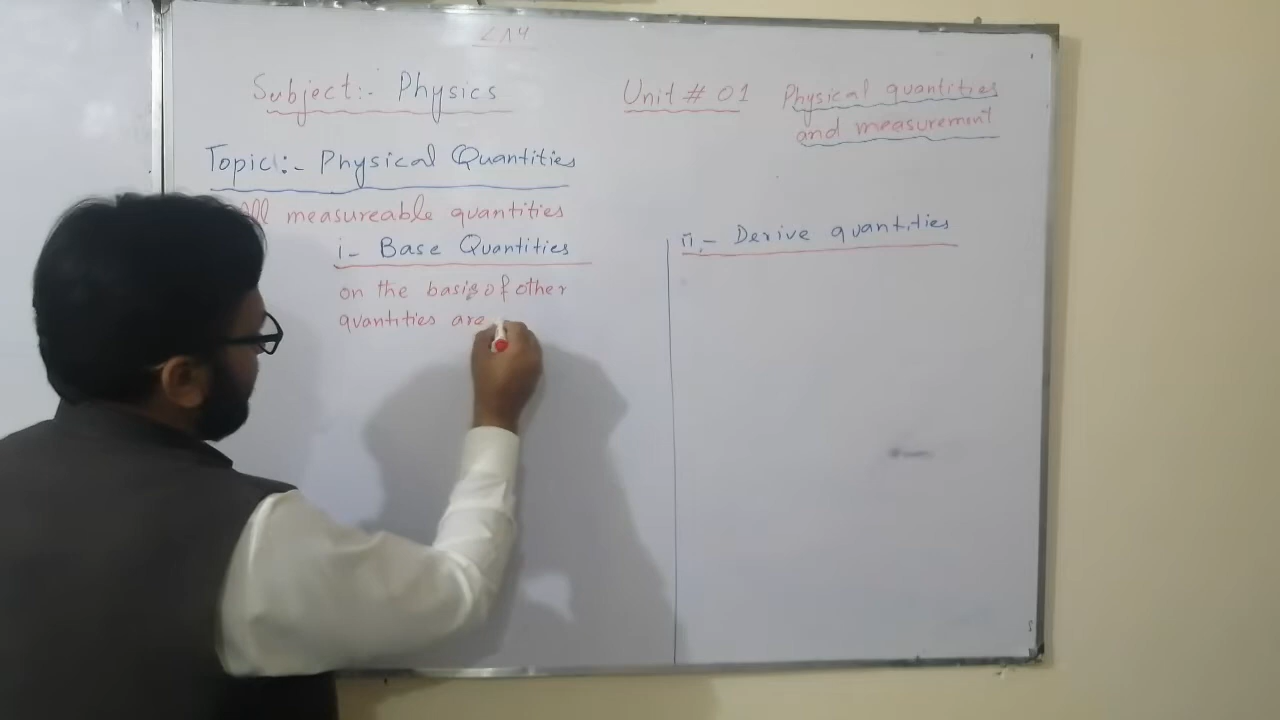 Subject:- Physics
Unit # 01 Physical quantities
and measurement
Topic:- Physical Quantities
All measureable quantities
i- Base Quantities
on the basis of other
quantities are
ii,- Derive quantities